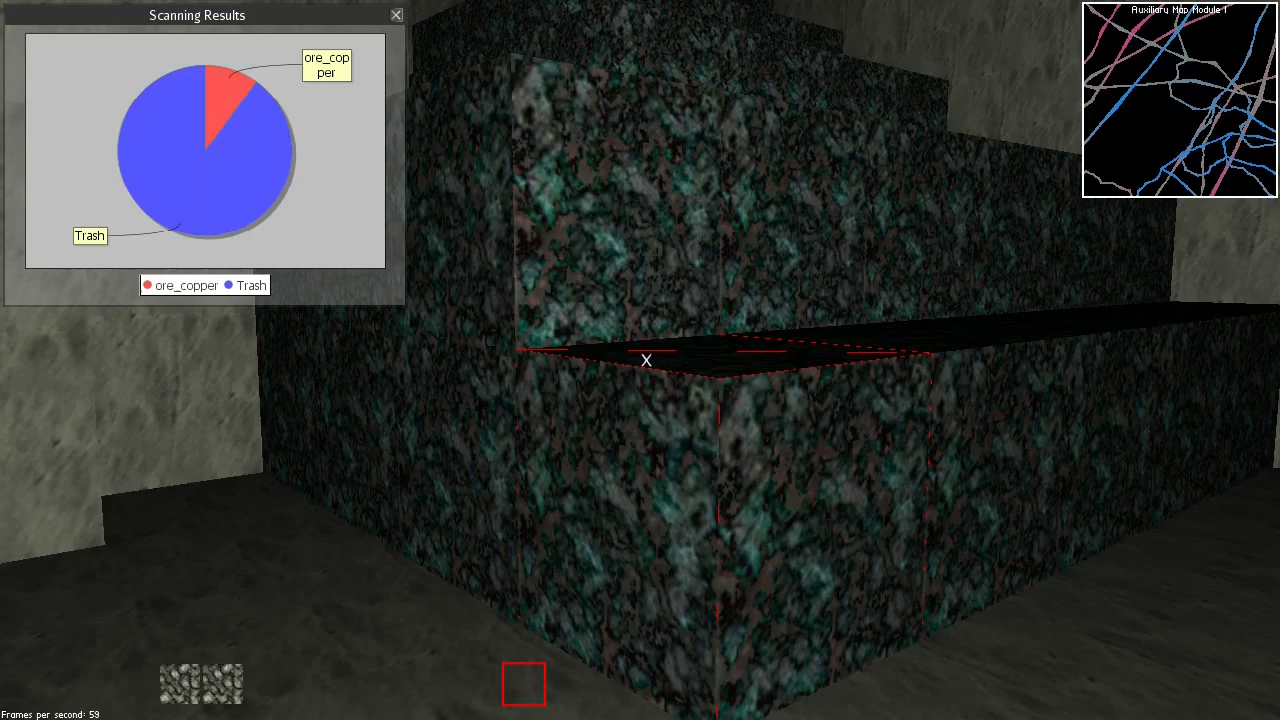 Scanning Results
ore_cop
per
Trash
ore_copper Trash
Auxiliary Map Module 1
X
Frames per second: 59